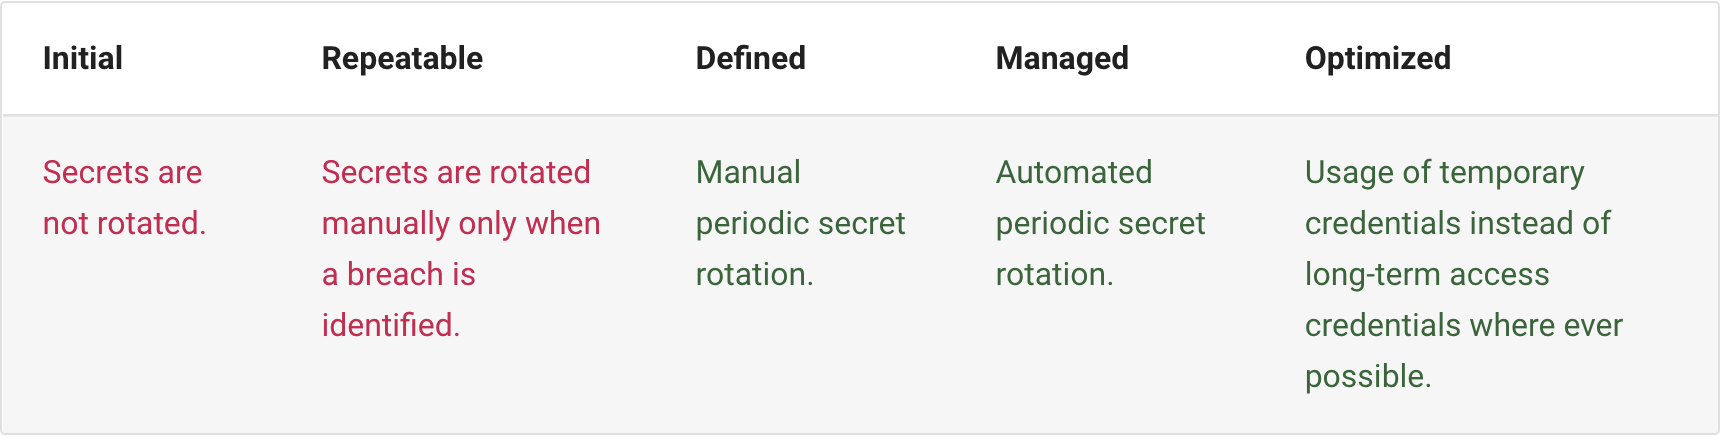 Initial
Repeatable
Defined
Managed
Optimized
Secrets are
not rotated.
Secrets are rotated
manually only when
a breach is
identified.
Manual
periodic secret
rotation.
Automated
periodic secret
rotation.
Usage of temporary
credentials instead of
long-term access
credentials where ever
possible.